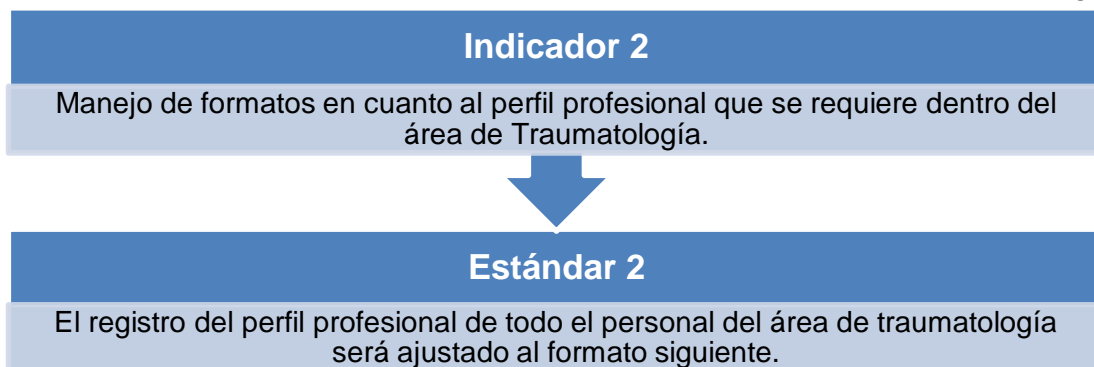 Indicador 2
Manejo de formatos en cuanto al perfil profesional que se requiere dentro del
área de Traumatología.
Estándar 2
El registro del perfil profesional de todo el personal del área de traumatología
será ajustado al formato siguiente.